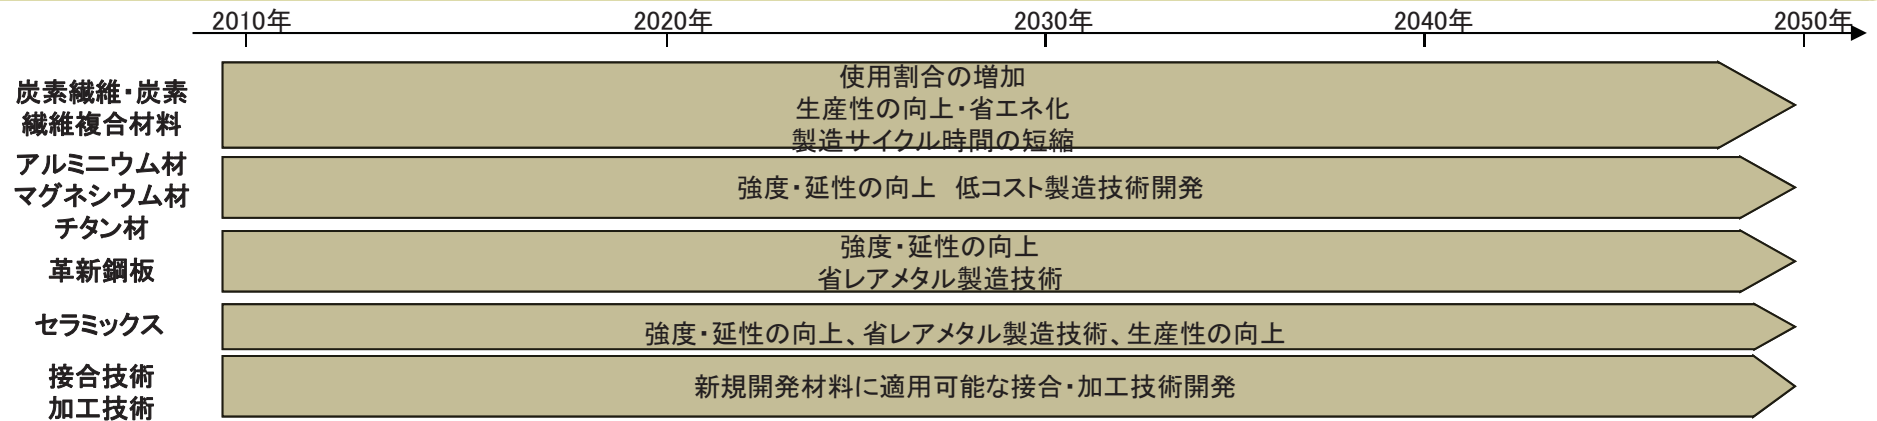 2010年 2020年 2030年 2040年 2050年
炭素繊維・炭素
繊維複合材料
使用割合の増加
生産性の向上・省エネ化
製造サイクル時間の短縮
アルミニウム材
マグネシウム材
チタン材
強度・延性の向上　低コスト製造技術開発
革新鋼板
強度・延性の向上
省レアメタル製造技術
セラミックス
強度・延性の向上、省レアメタル製造技術、生産性の向上
接合技術
加工技術
新規開発材料に適用可能な接合・加工技術開発